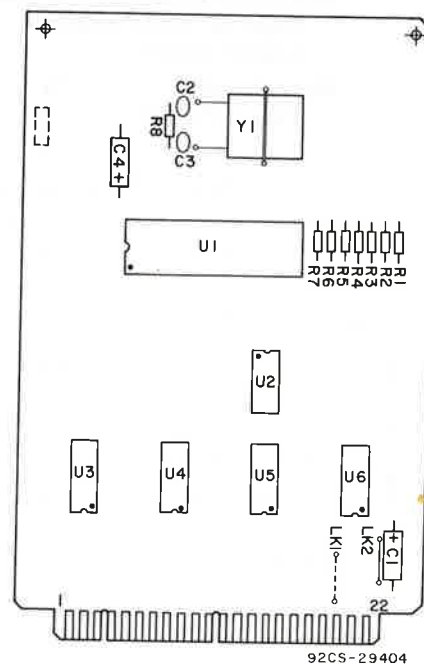 C2
R8
Y1
C3
C4+
U1
R7
R6
R5
R4
R3
R2
R1
U2
U3
U4
U5
U6
LK1
LK2
+C1
1
22
92CS-29404